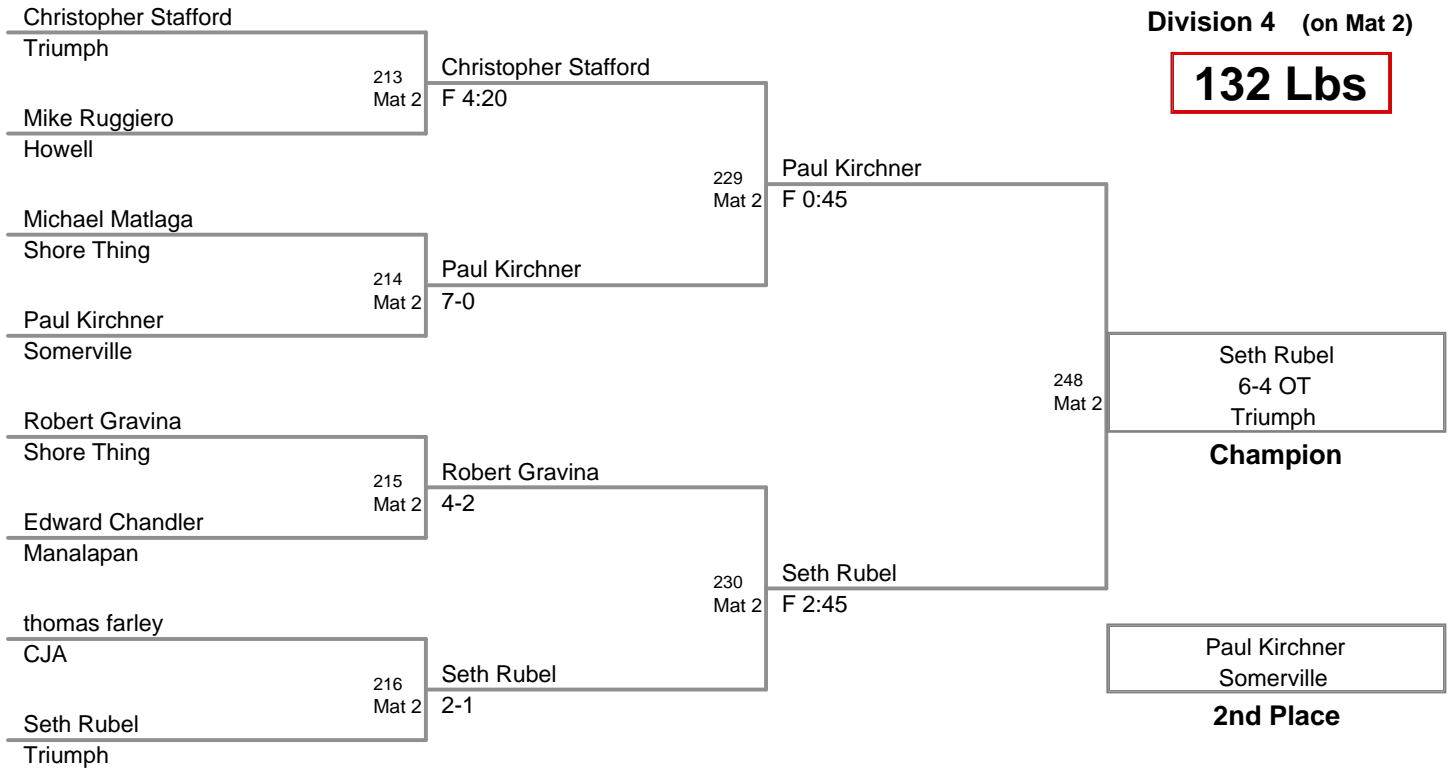 Division 4 (on Mat 2)
132 Lbs
Christopher Stafford
Triumph
213
Mat 2
Christopher Stafford
F 4:20
Mike Ruggiero
Howell
229
Mat 2
Paul Kirchner
F 0:45
Michael Matlaga
Shore Thing
214
Mat 2
Paul Kirchner
7-0
Paul Kirchner
Somerville
248
Mat 2
Seth Rubel
6-4 OT
Triumph
Champion
Robert Gravina
Shore Thing
215
Mat 2
Robert Gravina
4-2
Edward Chandler
Manalapan
230
Mat 2
Seth Rubel
F 2:45
thomas farley
CJA
216
Mat 2
Seth Rubel
2-1
Seth Rubel
Triumph
Paul Kirchner
Somerville
2nd Place